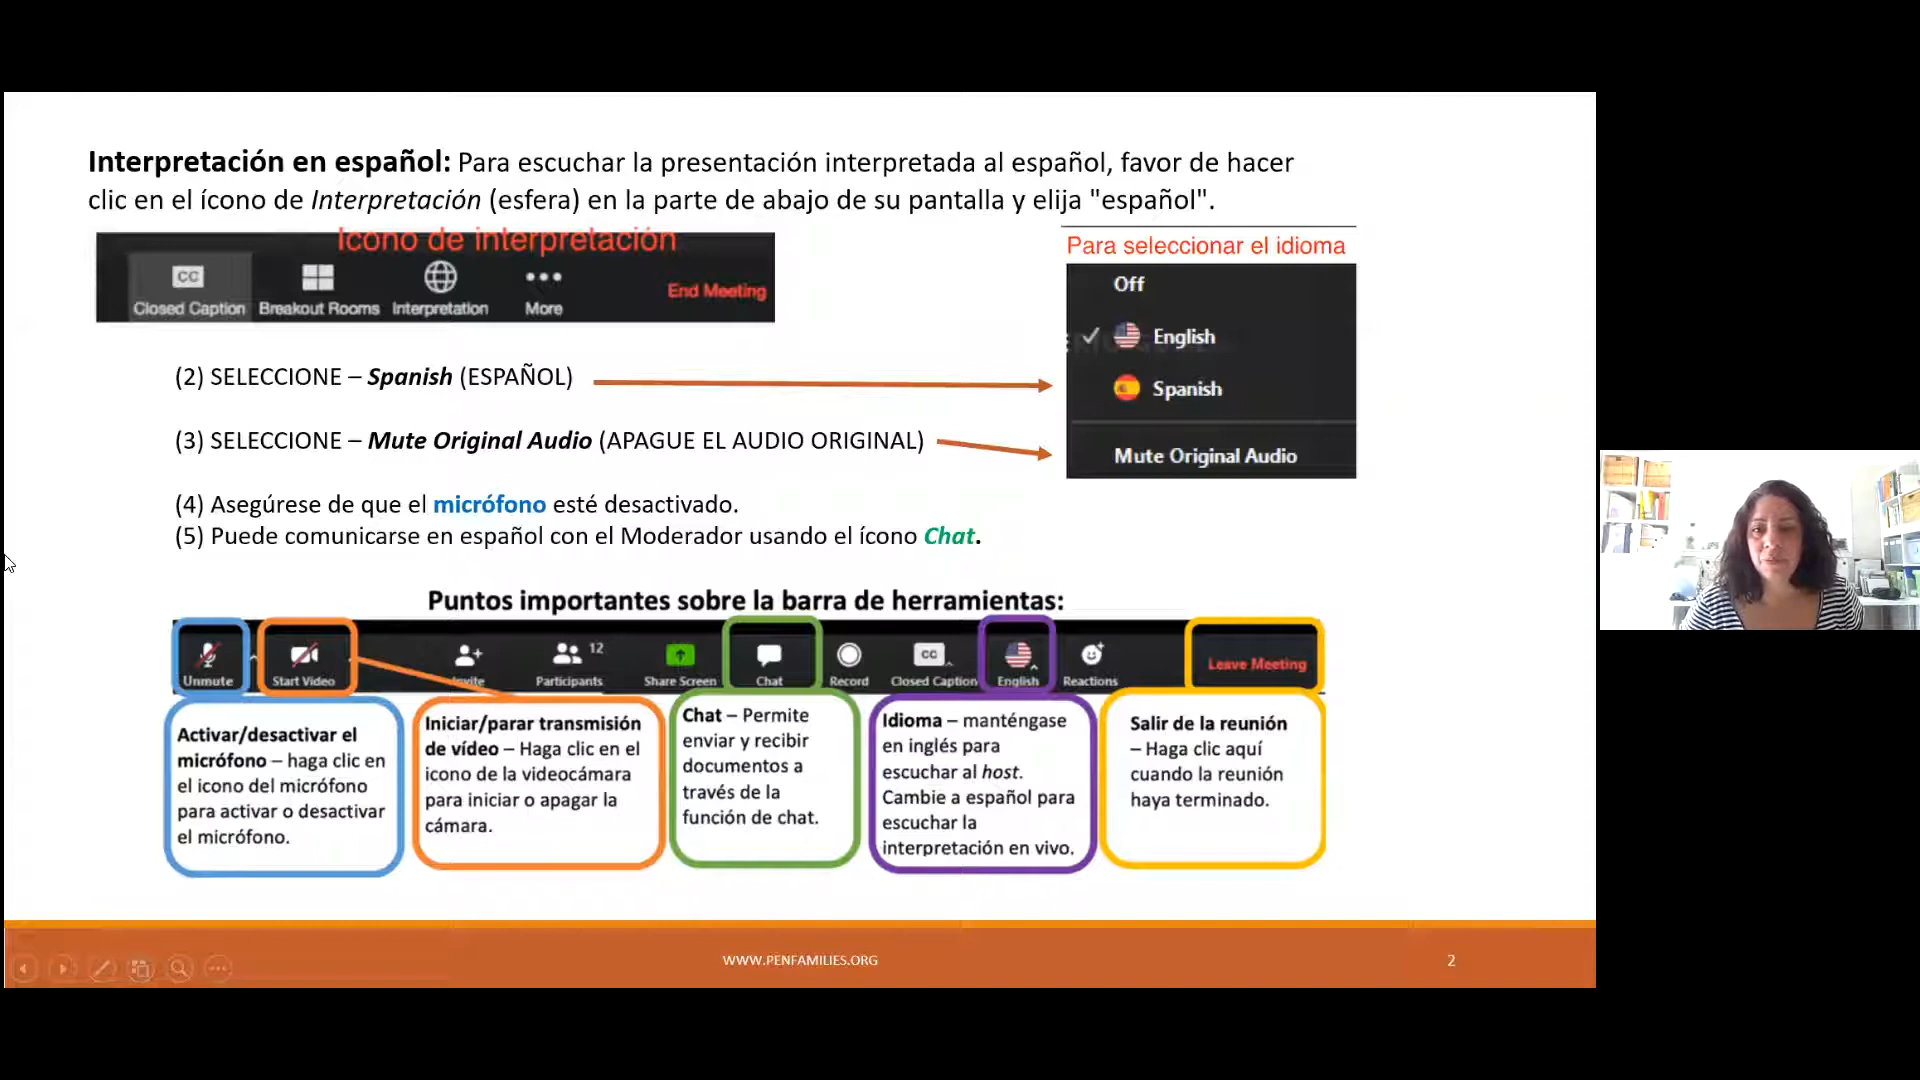 Interpretación en español: Para escuchar la presentación interpretada al español, favor de hacer
clic en el ícono de Interpretación (esfera) en la parte de abajo de su pantalla y elija "español".
Icono de interpretación
CC
Closed Caption Breakout Rooms Interpretation More End Meeting
Para seleccionar el idioma
Off
English
Spanish
Mute Original Audio
(2) SELECCIONE – Spanish (ESPAÑOL)
(3) SELECCIONE – Mute Original Audio (APAGUE EL AUDIO ORIGINAL)
(4) Asegúrese de que el micrófono esté desactivado.
(5) Puede comunicarse en español con el Moderador usando el ícono Chat.
Puntos importantes sobre la barra de herramientas:
12
CC
Unmute Start Video Invite Participants Share Screen Chat Record Closed Caption English Reactions Leave Meeting
Activar/desactivar el
micrófono – haga clic en
el icono del micrófono
para activar o desactivar
el micrófono.
Iniciar/parar transmisión
de vídeo – Haga clic en el
icono de la videocámara
para iniciar o apagar la
cámara.
Chat – Permite
enviar y recibir
documentos a
través de la
función de chat.
Idioma – manténgase
en inglés para
escuchar al host.
Cambie a español para
escuchar la
interpretación en vivo.
Salir de la reunión
– Haga clic aquí
cuando la reunión
haya terminado.
WWW.PENFAMILIES.ORG
2